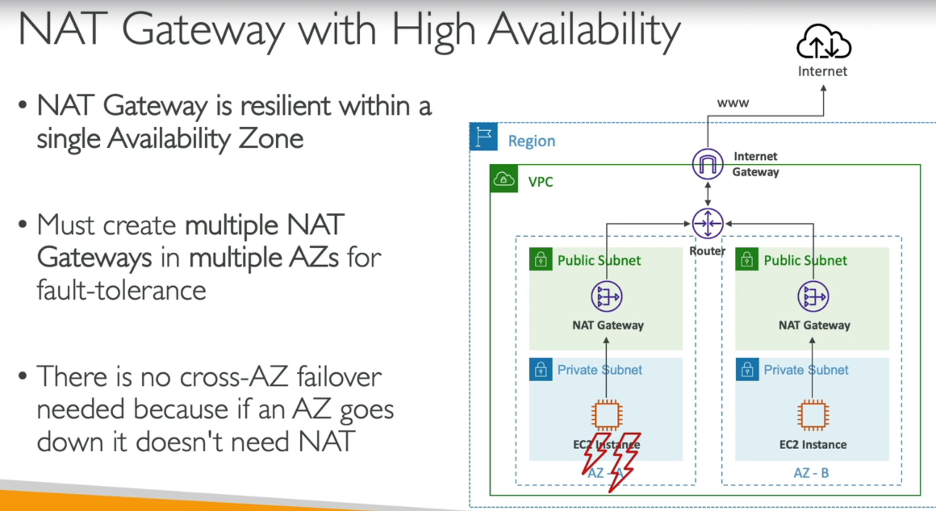 NAT Gateway with High Availability
• NAT Gateway is resilient within a
single Availability Zone
• Must create multiple NAT
Gateways in multiple AZs for
fault-tolerance
• There is no cross-AZ failover
needed because if an AZ goes
down it doesn't need NAT
Internet
www
Region
Internet
Gateway
VPC
Router
Public Subnet
NAT Gateway
Private Subnet
EC2 Instance
AZ - A
Public Subnet
NAT Gateway
Private Subnet
EC2 Instance
AZ - B